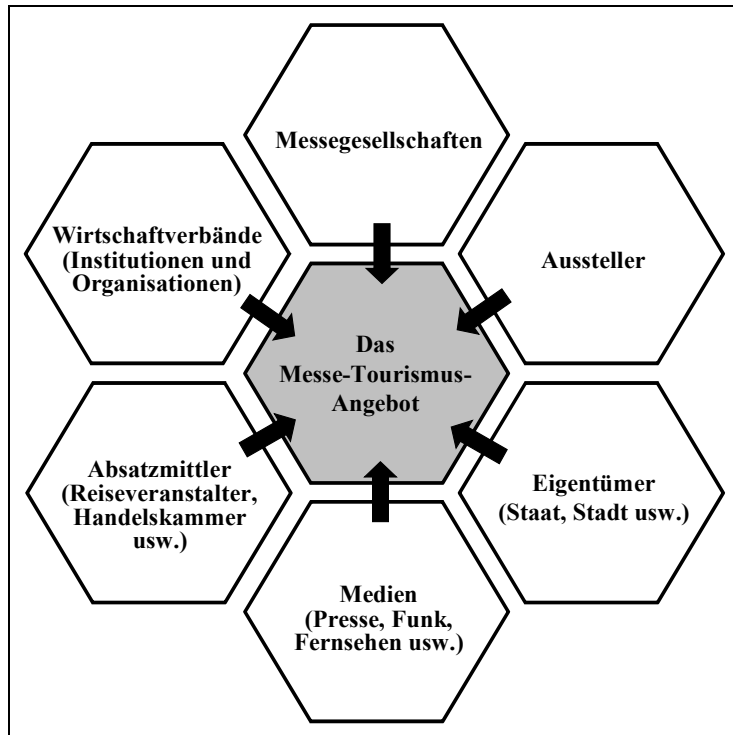 Messegesellschaften
Wirtschaftverbände
(Institutionen und
Organisationen)
Aussteller
Das
Messe-Tourismus-
Angebot
Absatzmittler
(Reiseveranstalter,
Handelskammer
usw.)
Eigentümer
(Staat, Stadt usw.)
Medien
(Presse, Funk,
Fernsehen usw.)